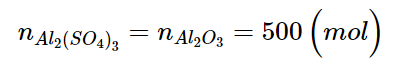 n_{Al_2(SO_4)_3} = n_{Al_2O_3} = 500 (mol)